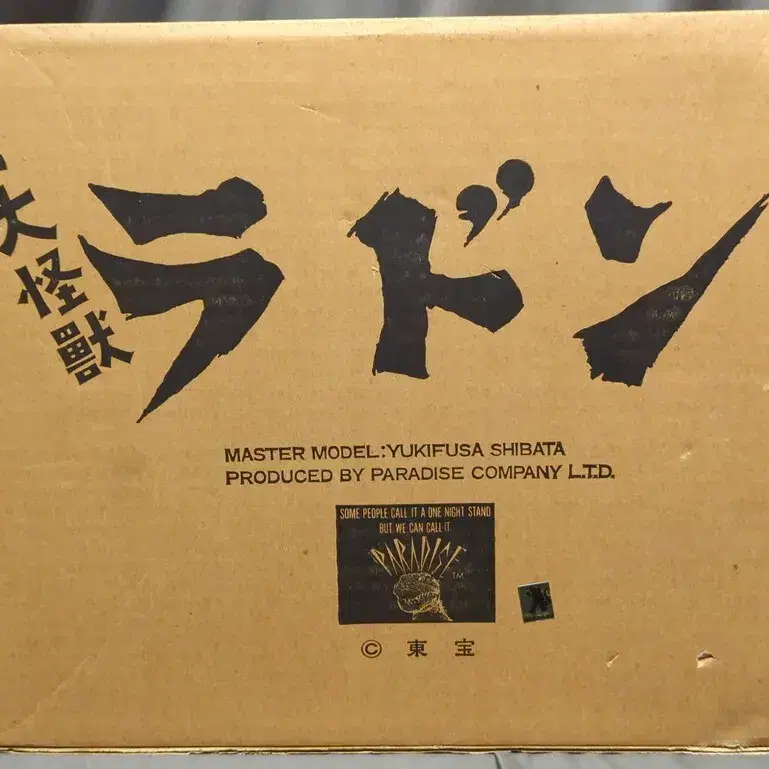 大怪獣
ラドン
MASTER MODEL:YUKIFUSA SHIBATA
PRODUCED BY PARADISE COMPANY L.T.D.
SOME PEOPLE CALL IT A ONE NIGHT STAND
BUT WE CAN CALL IT
PARADISE TM
© 東宝